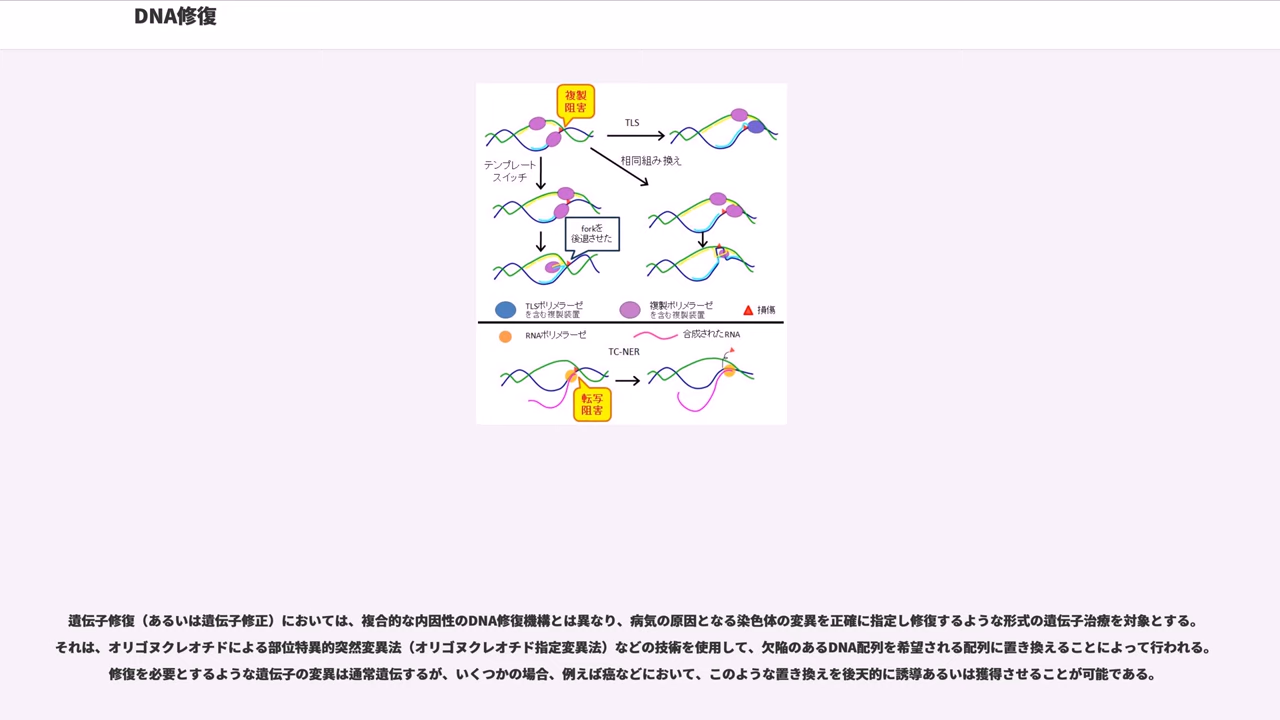 DNA修復
複製
阻害
TLS
相同組み換え
テンプレート
スイッチ
forkを
後退させた
TLSポリメラーゼ
を含む複製装置
複製ポリメラーゼ
を含む複製装置
損傷
RNAポリメラーゼ
合成されたRNA
TC-NER
転写
阻害
遺伝子修復（あるいは遺伝子修正）においては、複合的な内因性のDNA修復機構とは異なり、病気の原因となる染色体の変異を正確に指定し修復するような形式の遺伝子治療を対象とする。
それは、オリゴヌクレオチドによる部位特異的突然変異法（オリゴヌクレオチド指定変異法）などの技術を使用して、欠陥のあるDNA配列を希望される配列に置き換えることによって行われる。
修復を必要とするような遺伝子の変異は通常遺伝するが、いくつかの場合、例えば癌などにおいて、このような置き換えを後天的に誘導あるいは獲得させることが可能である。